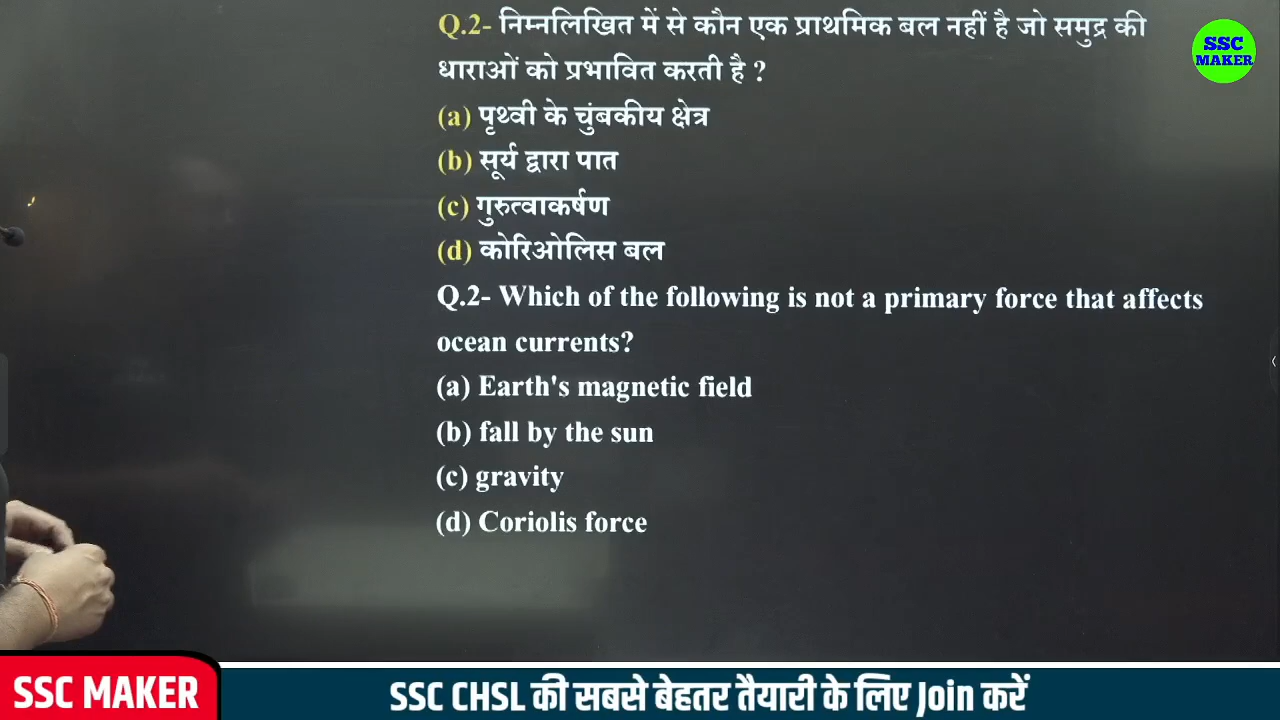 Q.2- निम्नलिखित में से कौन एक प्राथमिक बल नहीं है जो समुद्र की
धाराओं को प्रभावित करती है ?
(a) पृथ्वी के चुंबकीय क्षेत्र
(b) सूर्य द्वारा पात
(c) गुरुत्वाकर्षण
(d) कोरिओलिस बल
Q.2- Which of the following is not a primary force that affects
ocean currents?
(a) Earth's magnetic field
(b) fall by the sun
(c) gravity
(d) Coriolis force
SSC
MAKER
SSC MAKER
SSC CHSL की सबसे बेहतर तैयारी के लिए Join करें